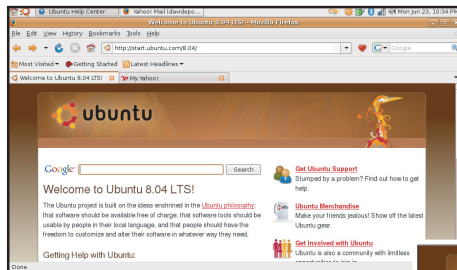 Ubuntu Help Center
Yahoo! Mail (davidepo...
Mon Jun 23, 10:34 PM
Welcome to Ubuntu 8.04 LTS! - Mozilla Firefox
File Edit View History Bookmarks Tools Help
http://start.ubuntu.com/8.04/
Google
Most Visited
Getting Started
Latest Headlines
Welcome to Ubuntu 8.04 LTS!
My Yahoo!
ubuntu
Google
Search
Welcome to Ubuntu 8.04 LTS!
The Ubuntu project is built on the ideas enshrined in the Ubuntu philosophy:
that software should be available free of charge, that software tools should be
usable by people in their local language, and that people should have the
freedom to customize and alter their software in whatever way they need.
Getting Help with Ubuntu:
Get Ubuntu Support
Stumped by a problem? Find out how to get
help.
Ubuntu Merchandise
Make your friends jealous! Show off the latest
Ubuntu gear.
Get Involved with Ubuntu
Ubuntu is also a community with limitless
opportunities to join in
Done